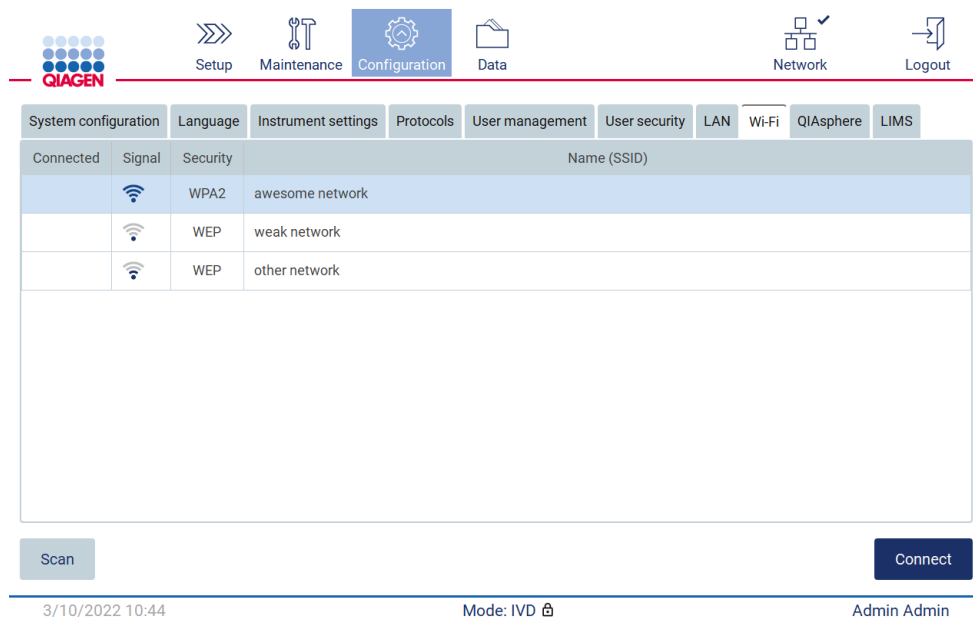 QIAGEN
Setup Maintenance Configuration Data Network Logout
System configuration Language Instrument settings Protocols User management User security LAN Wi-Fi QIAsphere LIMS
Connected Signal Security Name (SSID)
WPA2 awesome network
WEP weak network
WEP other network
Scan Connect
3/10/2022 10:44 Mode: IVD Admin Admin